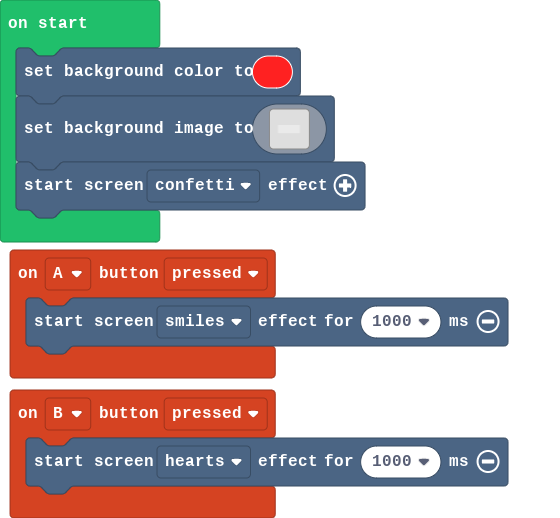 on start
set background color to
set background image to
start screen confetti effect
on A button pressed
start screen smiles effect for 1000 ms
on B button pressed
start screen hearts effect for 1000 ms